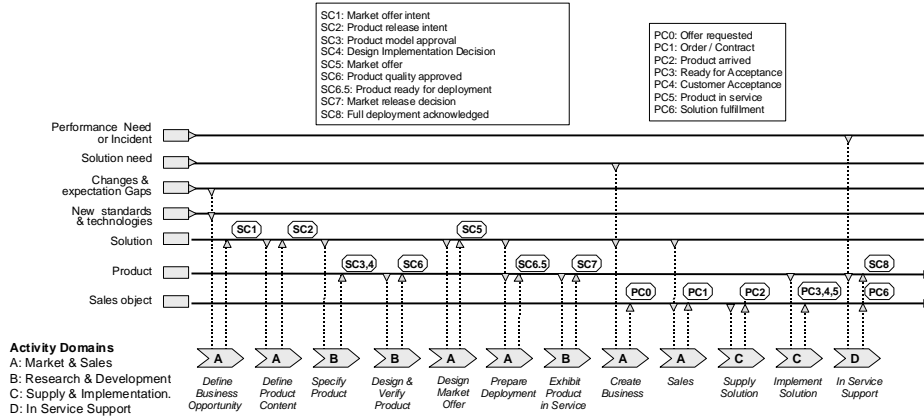 SC1: Market offer intent
SC2: Product release intent
SC3: Product model approval
SC4: Design Implementation Decision
SC5: Market offer
SC6: Product quality approved
SC6.5: Product ready for deployment
SC7: Market release decision
SC8: Full deployment acknowledged
PC0: Offer requested
PC1: Order / Contract
PC2: Product arrived
PC3: Ready for Acceptance
PC4: Customer Acceptance
PC5: Product in service
PC6: Solution fulfillment
Performance Need
or Incident
Solution need
Changes &
expectation Gaps
New standards
& technologies
Solution
SC1
SC2
SC5
Product
SC3,4
SC6
SC6.5
SC7
SC8
Sales object
PC0
PC1
PC2
PC3,4,5
PC6
Activity Domains
A: Market & Sales
B: Research & Development
C: Supply & Implementation.
D: In Service Support
A
Define
Business
Opportunity
A
Define
Product
Content
B
Specify
Product
B
Design &
Verify
Product
A
Design
Market
Offer
A
Prepare
Deployment
B
Exhibit
Product
in Service
A
Create
Business
A
Sales
C
Supply
Solution
C
Implement
Solution
D
In Service
Support